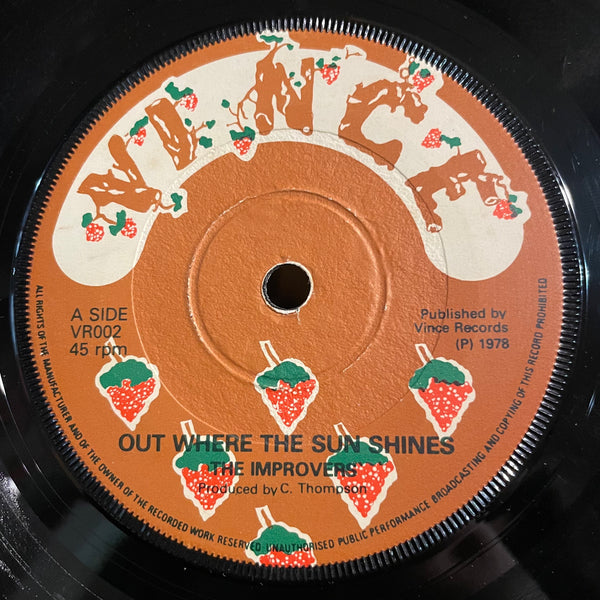 VINCE
A SIDE
VR002
45 rpm
Published by
Vince Records
(P) 1978
OUT WHERE THE SUN SHINES
THE IMPROVERS
Produced by C. Thompson
ALL RIGHTS OF THE MANUFACTURER AND OF THE OWNER OF THE RECORDED WORK RESERVED UNAUTHORISED PUBLIC PERFORMANCE BROADCASTING AND COPYING OF THIS RECORD PROHIBITED